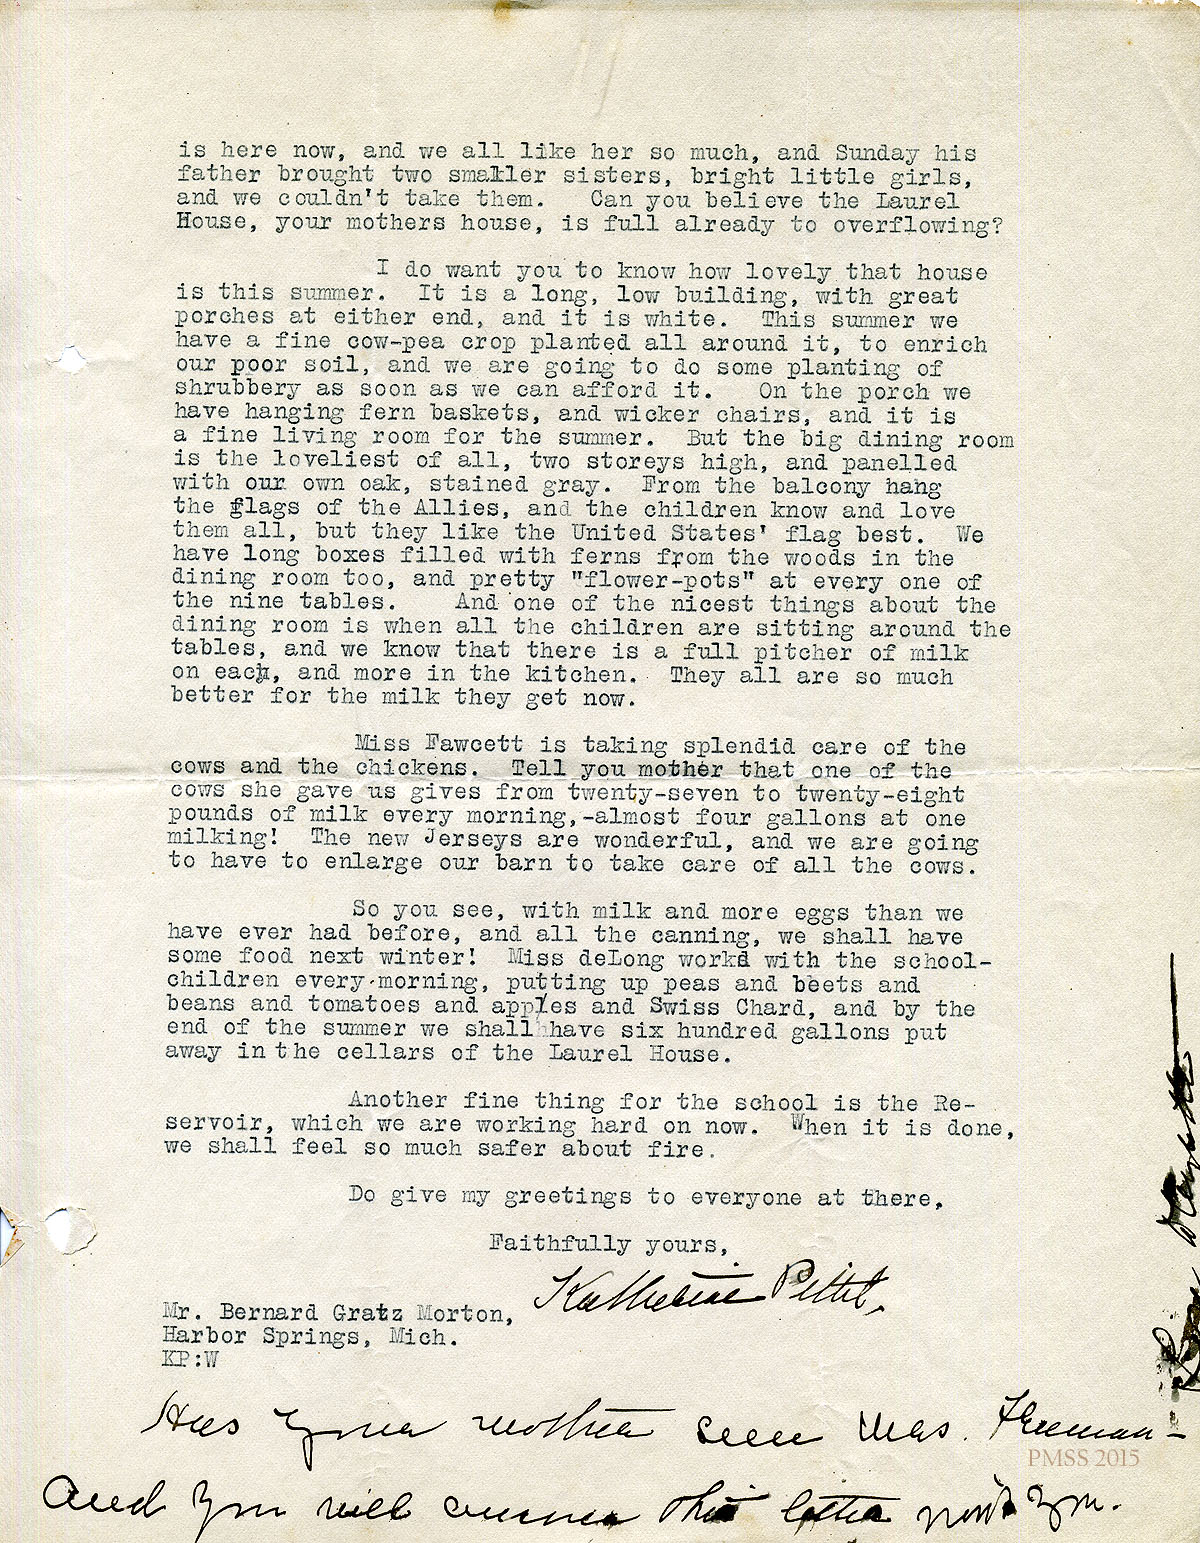 is here now, and we all like her so much, and Sunday his
father brought two smaller sisters, bright little girls,
and we couldn't take them. Can you believe the Laurel
House, your mothers house, is full already to overflowing?
I do want you to know how lovely that house
is this summer. It is a long, low building, with great
porches at either end, and it is white. This summer we
have a fine cow-pea crop planted all around it, to enrich
our poor soil, and we are going to do some planting of
shrubbery as soon as we can afford it. On the porch we
have hanging fern baskets, and wicker chairs, and it is
a fine living room for the summer. But the big dining room
is the loveliest of all, two storeys high, and panelled
with our own oak, stained gray. From the balcony hang
the flags of the Allies, and the children know and love
them all, but they like the United States' flag best. We
have long boxes filled with ferns from the woods in the
dining room too, and pretty "flower-pots" at every one of
the nine tables. And one of the nicest things about the
dining room is when all the children are sitting around the
tables, and we know that there is a full pitcher of milk
on each, and more in the kitchen. They all are so much
better for the milk they get now.
Miss Fawcett is taking splendid care of the
cows and the chickens. Tell you mother that one of the
cows she gave us gives from twenty-seven to twenty-eight
pounds of milk every morning,-almost four gallons at one
milking! The new Jerseys are wonderful, and we are going
to have to enlarge our barn to take care of all the cows.
So you see, with milk and more eggs than we
have ever had before, and all the canning, we shall have
some food next winter! Miss deLong works with the school-
children every morning, putting up peas and beets and
beans and tomatoes and apples and Swiss Chard, and by the
end of the summer we shall have six hundred gallons put
away in the cellars of the Laurel House.
Another fine thing for the school is the Re-
servoir, which we are working hard on now. When it is done,
we shall feel so much safer about fire.
Do give my greetings to everyone at there.
Faithfully yours,
Katherine Pettit.
Mr. Bernard Gratz Morton,
Harbor Springs, Mich.
KP:W
Has your mother seen Mrs. Freeman-
PMSS 2015
And you will answer this letter won't you.